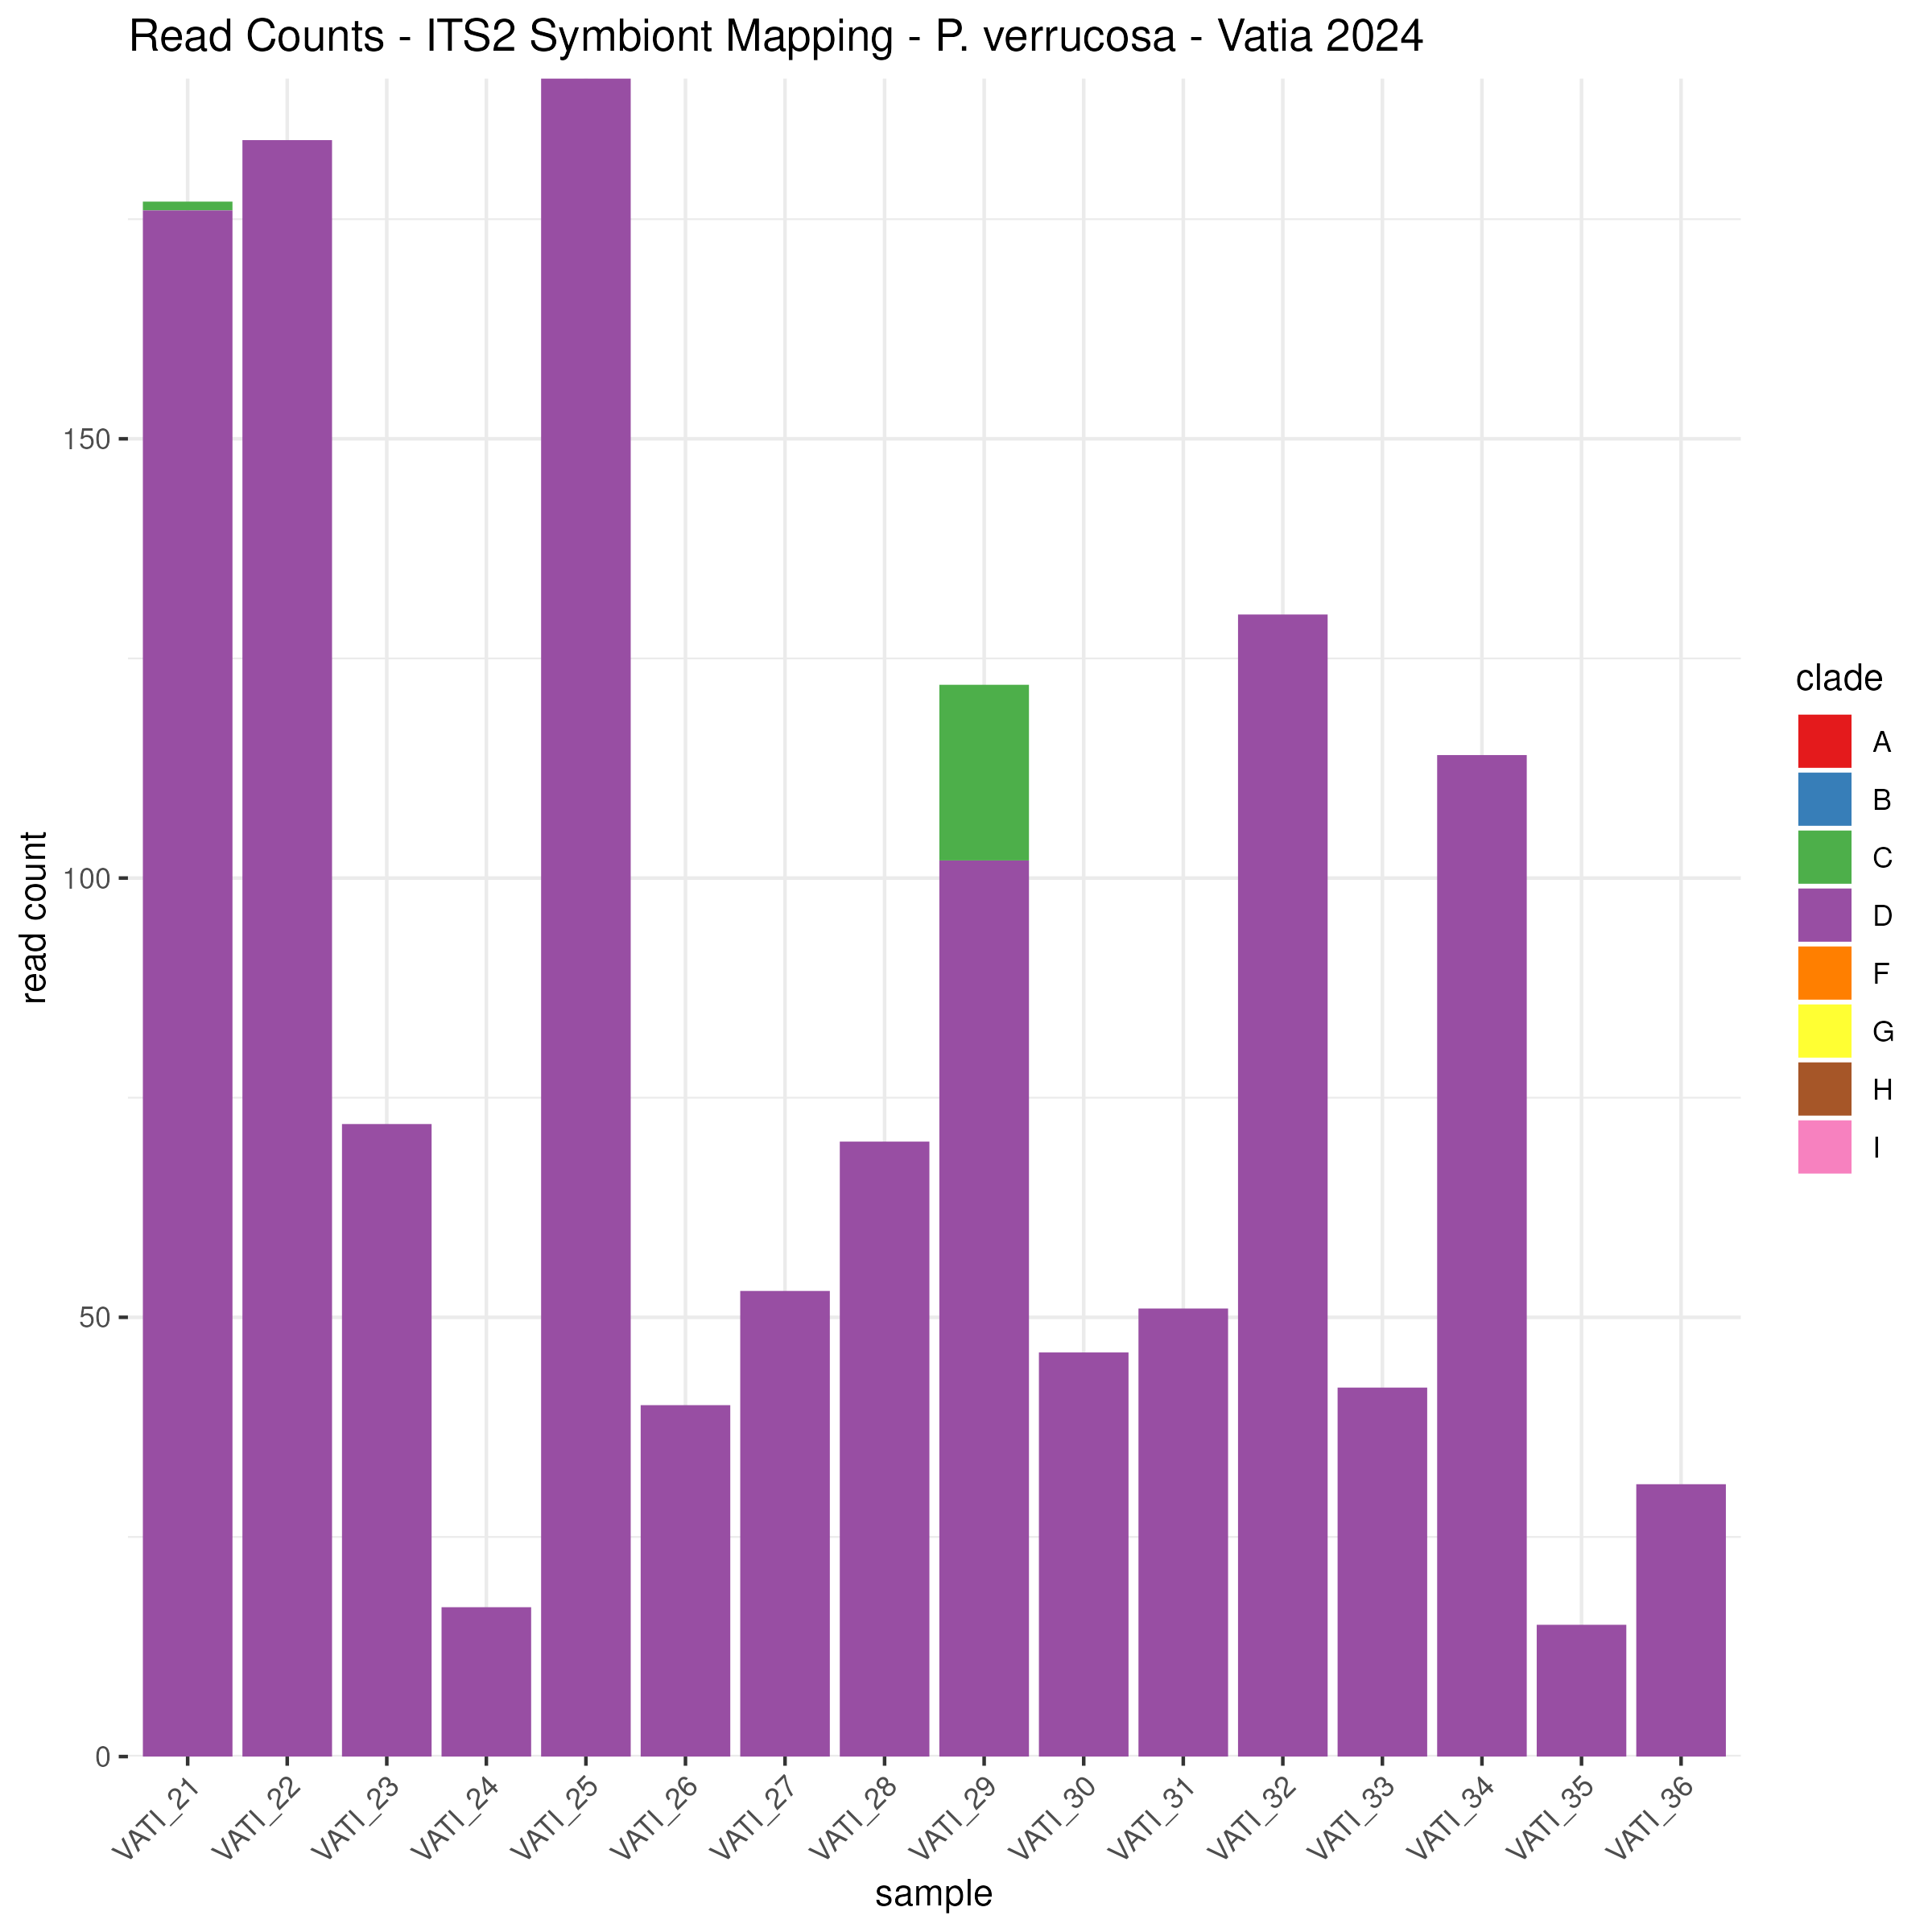 Read Counts - ITS2 Symbiont Mapping - P. verrucosa - Vatia 2024
150
100
50
0
read count
VATI_21
VATI_22
VATI_23
VATI_24
VATI_25
VATI_26
VATI_27
VATI_28
VATI_29
VATI_30
VATI_31
VATI_32
VATI_33
VATI_34
VATI_35
VATI_36
sample
clade
A
B
C
D
F
G
H
I